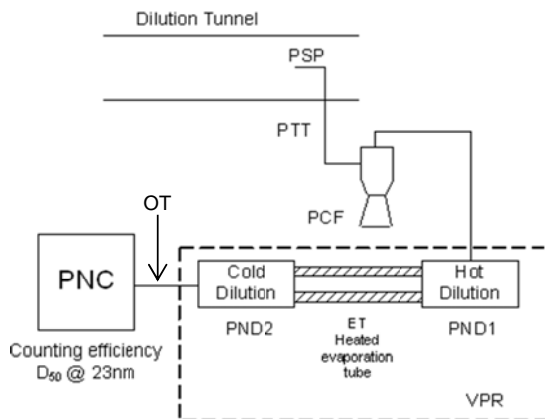 Dilution Tunnel
PSP
PTT
PCF
OT
PNC
Cold
Dilution
Hot
Dilution
Counting efficiency
D₅₀ @ 23nm
PND2
ET
Heated
evaporation
tube
PND1
VPR